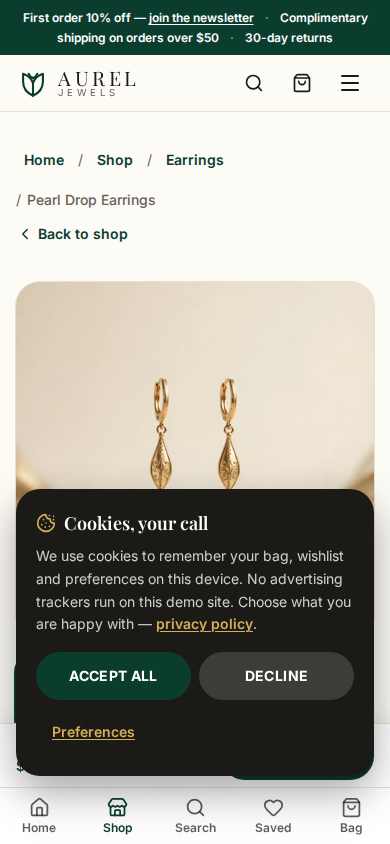 First order 10% off — join the newsletter · Complimentary
shipping on orders over $50 · 30-day returns
AUREL
JEWELS
Home / Shop / Earrings
/ Pearl Drop Earrings
Back to shop
Cookies, your call
We use cookies to remember your bag, wishlist
and preferences on this device. No advertising
trackers run on this demo site. Choose what you
are happy with — privacy policy.
ACCEPT ALL DECLINE
Preferences
Home Shop Search Saved Bag